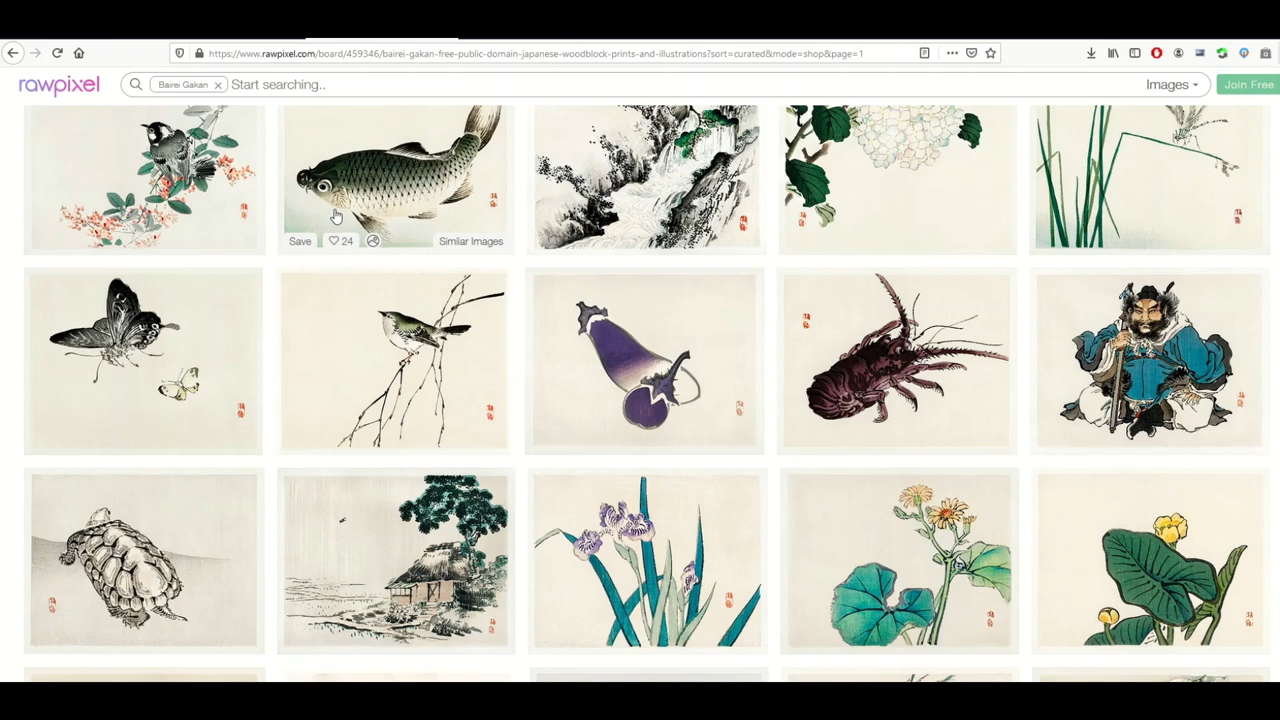 https://www.rawpixel.com/board/459346/bairei-gakan-free-public-domain-japanese-woodblock-prints-and-illustrations?sort=curated&mode=shop&page=1
rawpixel
Bairei Gakan
Start searching..
Images
Join Free
Save
24
Similar Images